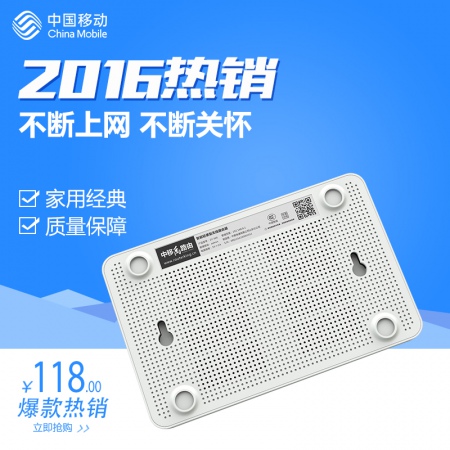 中国移动
China Mobile
2016热销
不断上网 不断关怀
家用经典
质量保障
¥118.00
爆款热销
立即抢购